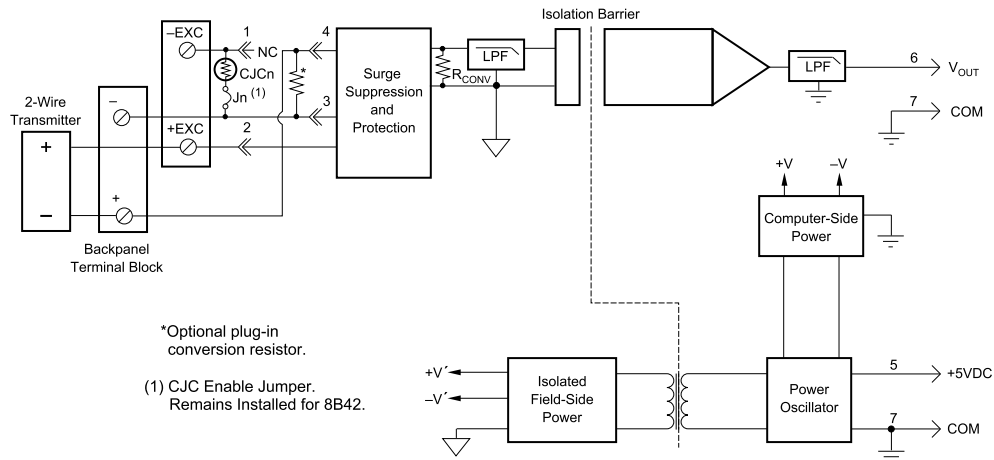 Isolation Barrier
–EXC
1
NC
4
CJCn
Jn (1)
*
3
+EXC
2
2-Wire
Transmitter
+
–
–
+
Backpanel
Terminal Block
Surge
Suppression
and
Protection
RCONV
LPF
LPF
6
VOUT
7
COM
+V
–V
Computer-Side
Power
*Optional plug-in
conversion resistor.
(1) CJC Enable Jumper.
Remains Installed for 8B42.
+V´
–V´
Isolated
Field-Side
Power
Power
Oscillator
5
+5VDC
7
COM